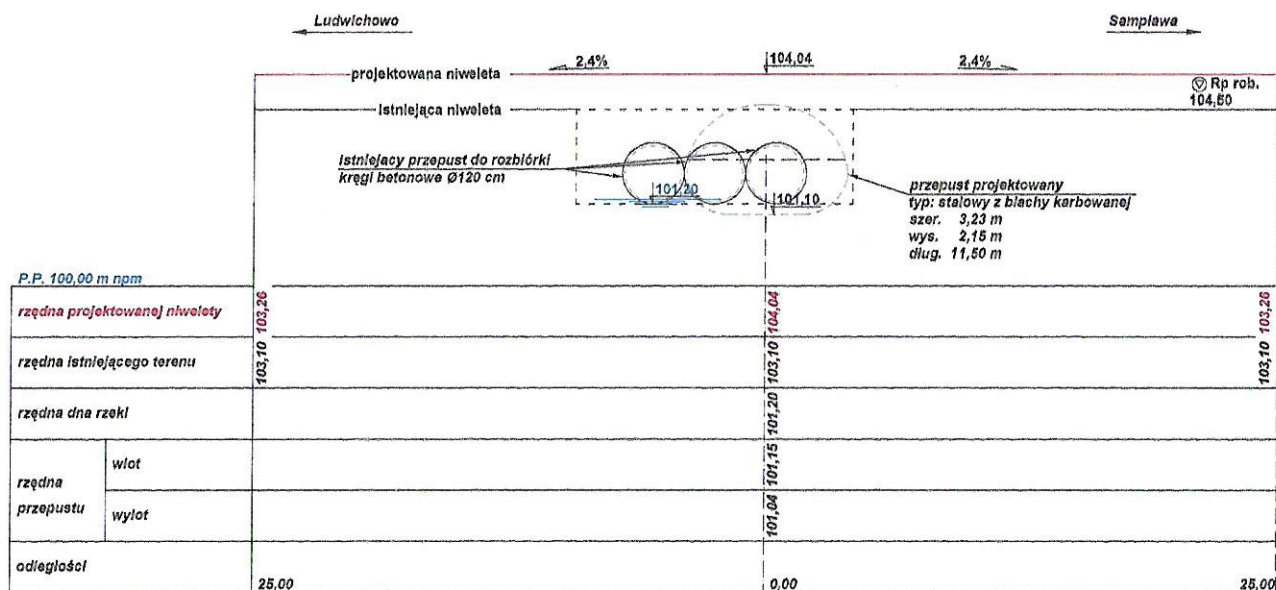 Ludwichowo
Sampława
2,4%
104,04
2,4%
projektowana niweleta
Rp rob.
104,50
istniejąca niweleta
istniejacy przepust do rozbiórki
kręgi betonowe Ø120 cm
101,20
101,10
przepust projektowany
typ: stalowy z blachy karbowanej
szer. 3,23 m
wys. 2,15 m
dług. 11,50 m
P.P. 100,00 m npm
rzędna projektowanej niwelety
103,26
104,04
103,26
rzędna istniejącego terenu
103,10
103,10
103,10
rzędna dna rzeki
101,20
rzędna
przepustu
wlot
101,15
wylot
101,04
odległości
25,00
0,00
25,00